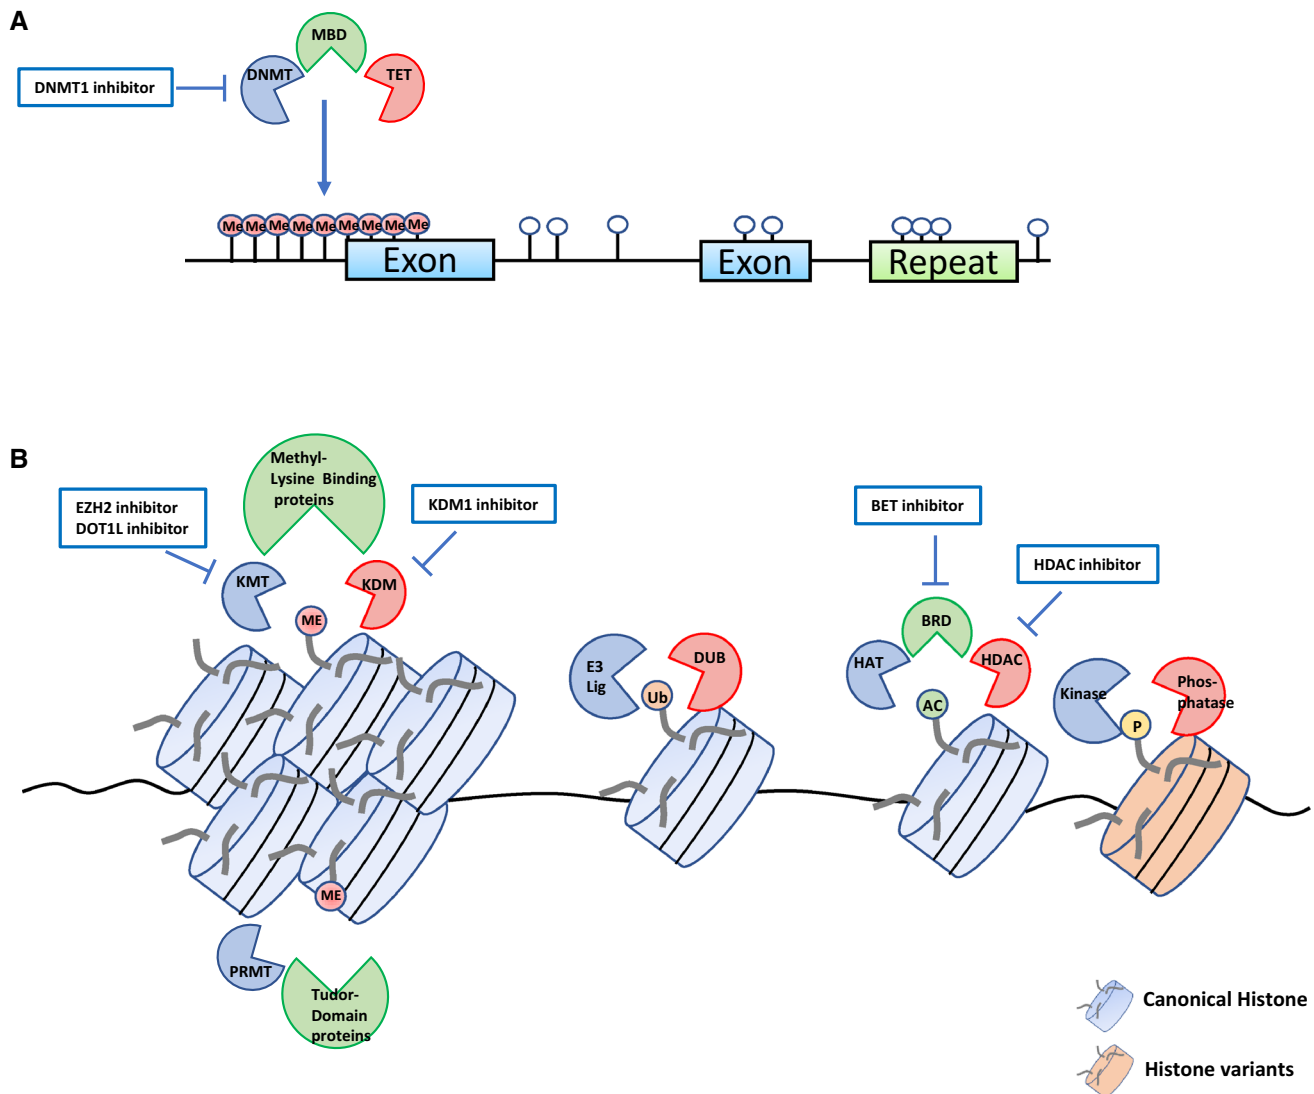 A
MBD
DNMT
TET
DNMT1 inhibitor
Me Me Me Me Me Me Me Me Me
Exon
Exon
Repeat
B
Methyl-
Lysine Binding
proteins
EZH2 inhibitor
DOT1L inhibitor
KDM1 inhibitor
KMT
KDM
ME
BET inhibitor
HDAC inhibitor
E3
Lig
DUB
Ub
BRD
HAT
HDAC
AC
Kinase
Phos-
phatase
P
ME
PRMT
Tudor-
Domain
proteins
Canonical Histone
Histone variants